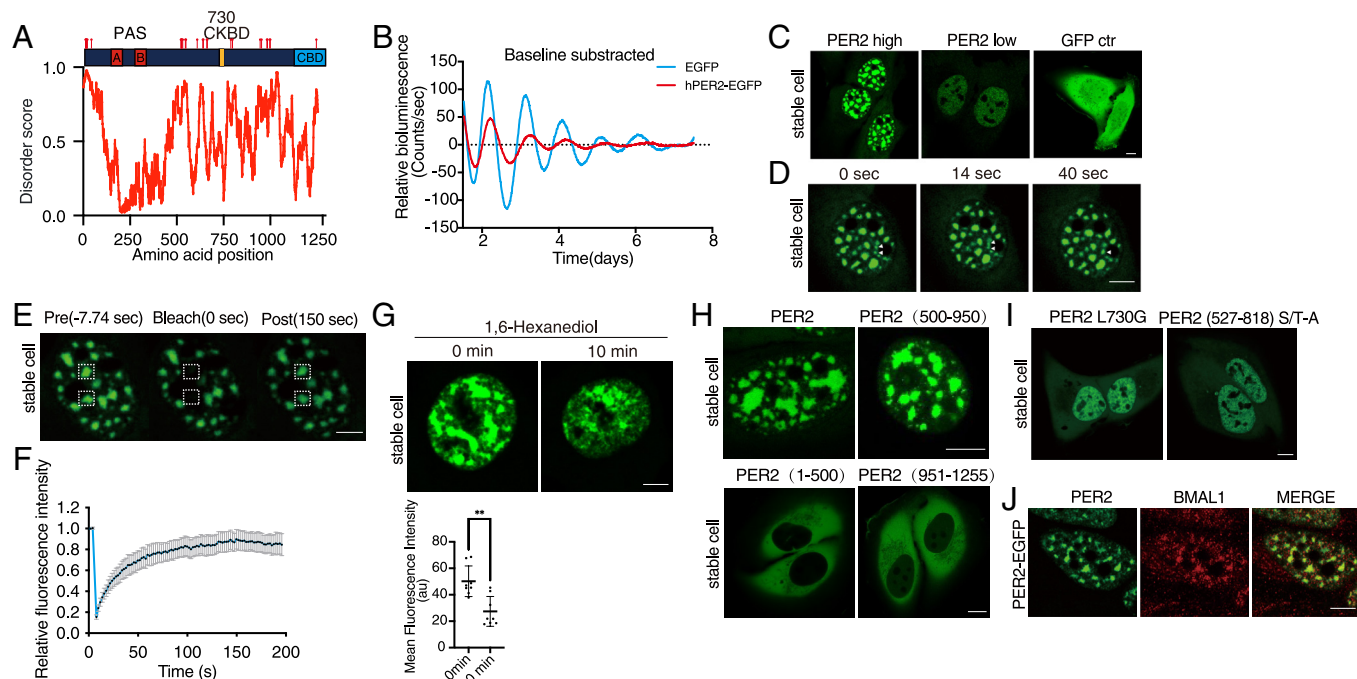 A
730
PAS CKBD
A B CBD
Disorder score
1.0
0.5
0.0
0 250 500 750 1000 1250
Amino acid position
B
Baseline substracted
EGFP
hPER2-EGFP
Relative bioluminescence
(Counts/sec)
150
100
50
0
-50
-100
-150
2 4 6 8
Time(days)
C
PER2 high PER2 low GFP ctr
stable cell
D
0 sec 14 sec 40 sec
stable cell
E
Pre(-7.74 sec) Bleach(0 sec) Post(150 sec)
stable cell
F
Relative fluorescence intensity
1.2
1.0
0.8
0.6
0.4
0.2
0.0
0 50 100 150 200
Time (s)
G
1,6-Hexanediol
0 min 10 min
stable cell
**
Mean Fluorescence Intensity
(au)
80
60
40
20
0
0min 0 min
H
PER2 PER2（500-950）
stable cell
PER2（1-500） PER2（951-1255）
stable cell
I
PER2 L730G PER2 (527-818) S/T-A
stable cell
J
PER2 BMAL1 MERGE
PER2-EGFP